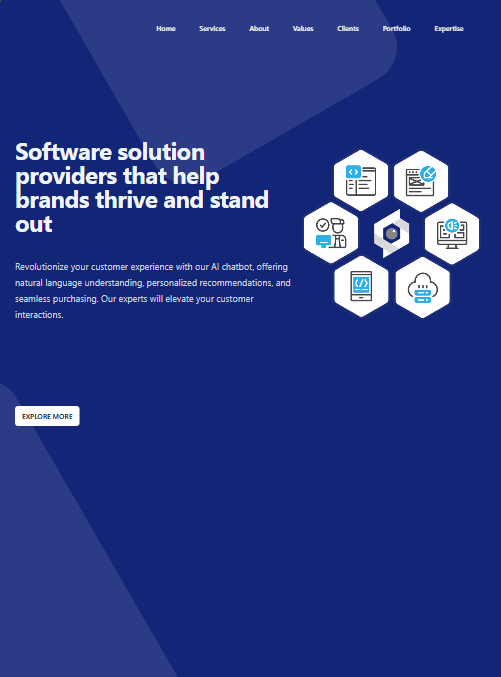 Home Services About Values Clients Portfolio Expertise
Software solution
providers that help
brands thrive and stand
out
Revolutionize your customer experience with our AI chatbot, offering
natural language understanding, personalized recommendations, and
seamless purchasing. Our experts will elevate your customer
interactions.
EXPLORE MORE